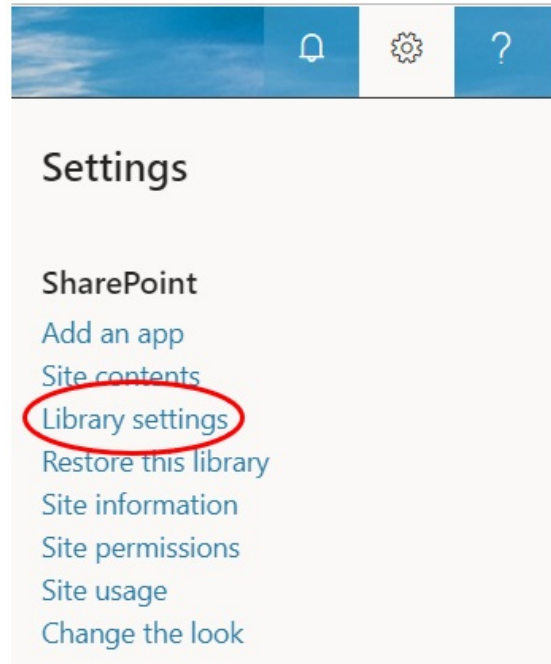 ?
Settings
SharePoint
Add an app
Site contents
Library settings
Restore this library
Site information
Site permissions
Site usage
Change the look